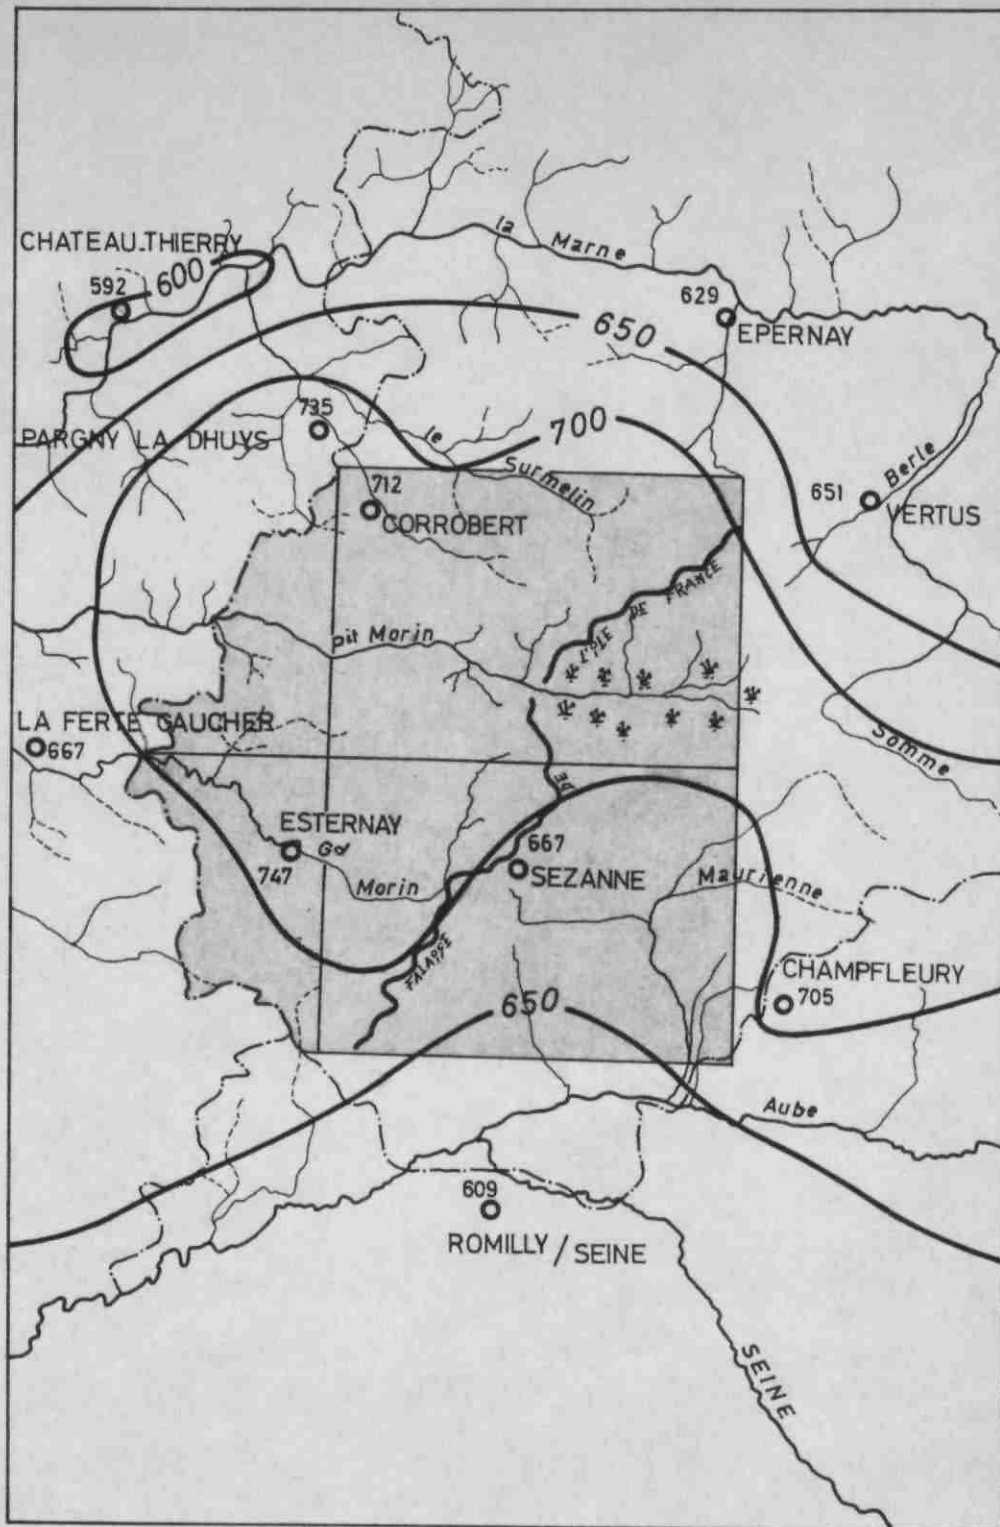 la Marne
CHATEAU-THIERRY
600
592
629
EPERNAY
650
735
700
PARGNY LA DHUYS
le Surmelin
Berle
651
VERTUS
712
CORROBERT
L'ILE DE FRANCE
ptit Morin
LA FERTE GAUCHER
667
Somme
DE
ESTERNAY
747
Gd Morin
667
SEZANNE
Maurienne
FALAISE
CHAMPFLEURY
705
650
Aube
609
ROMILLY / SEINE
SEINE